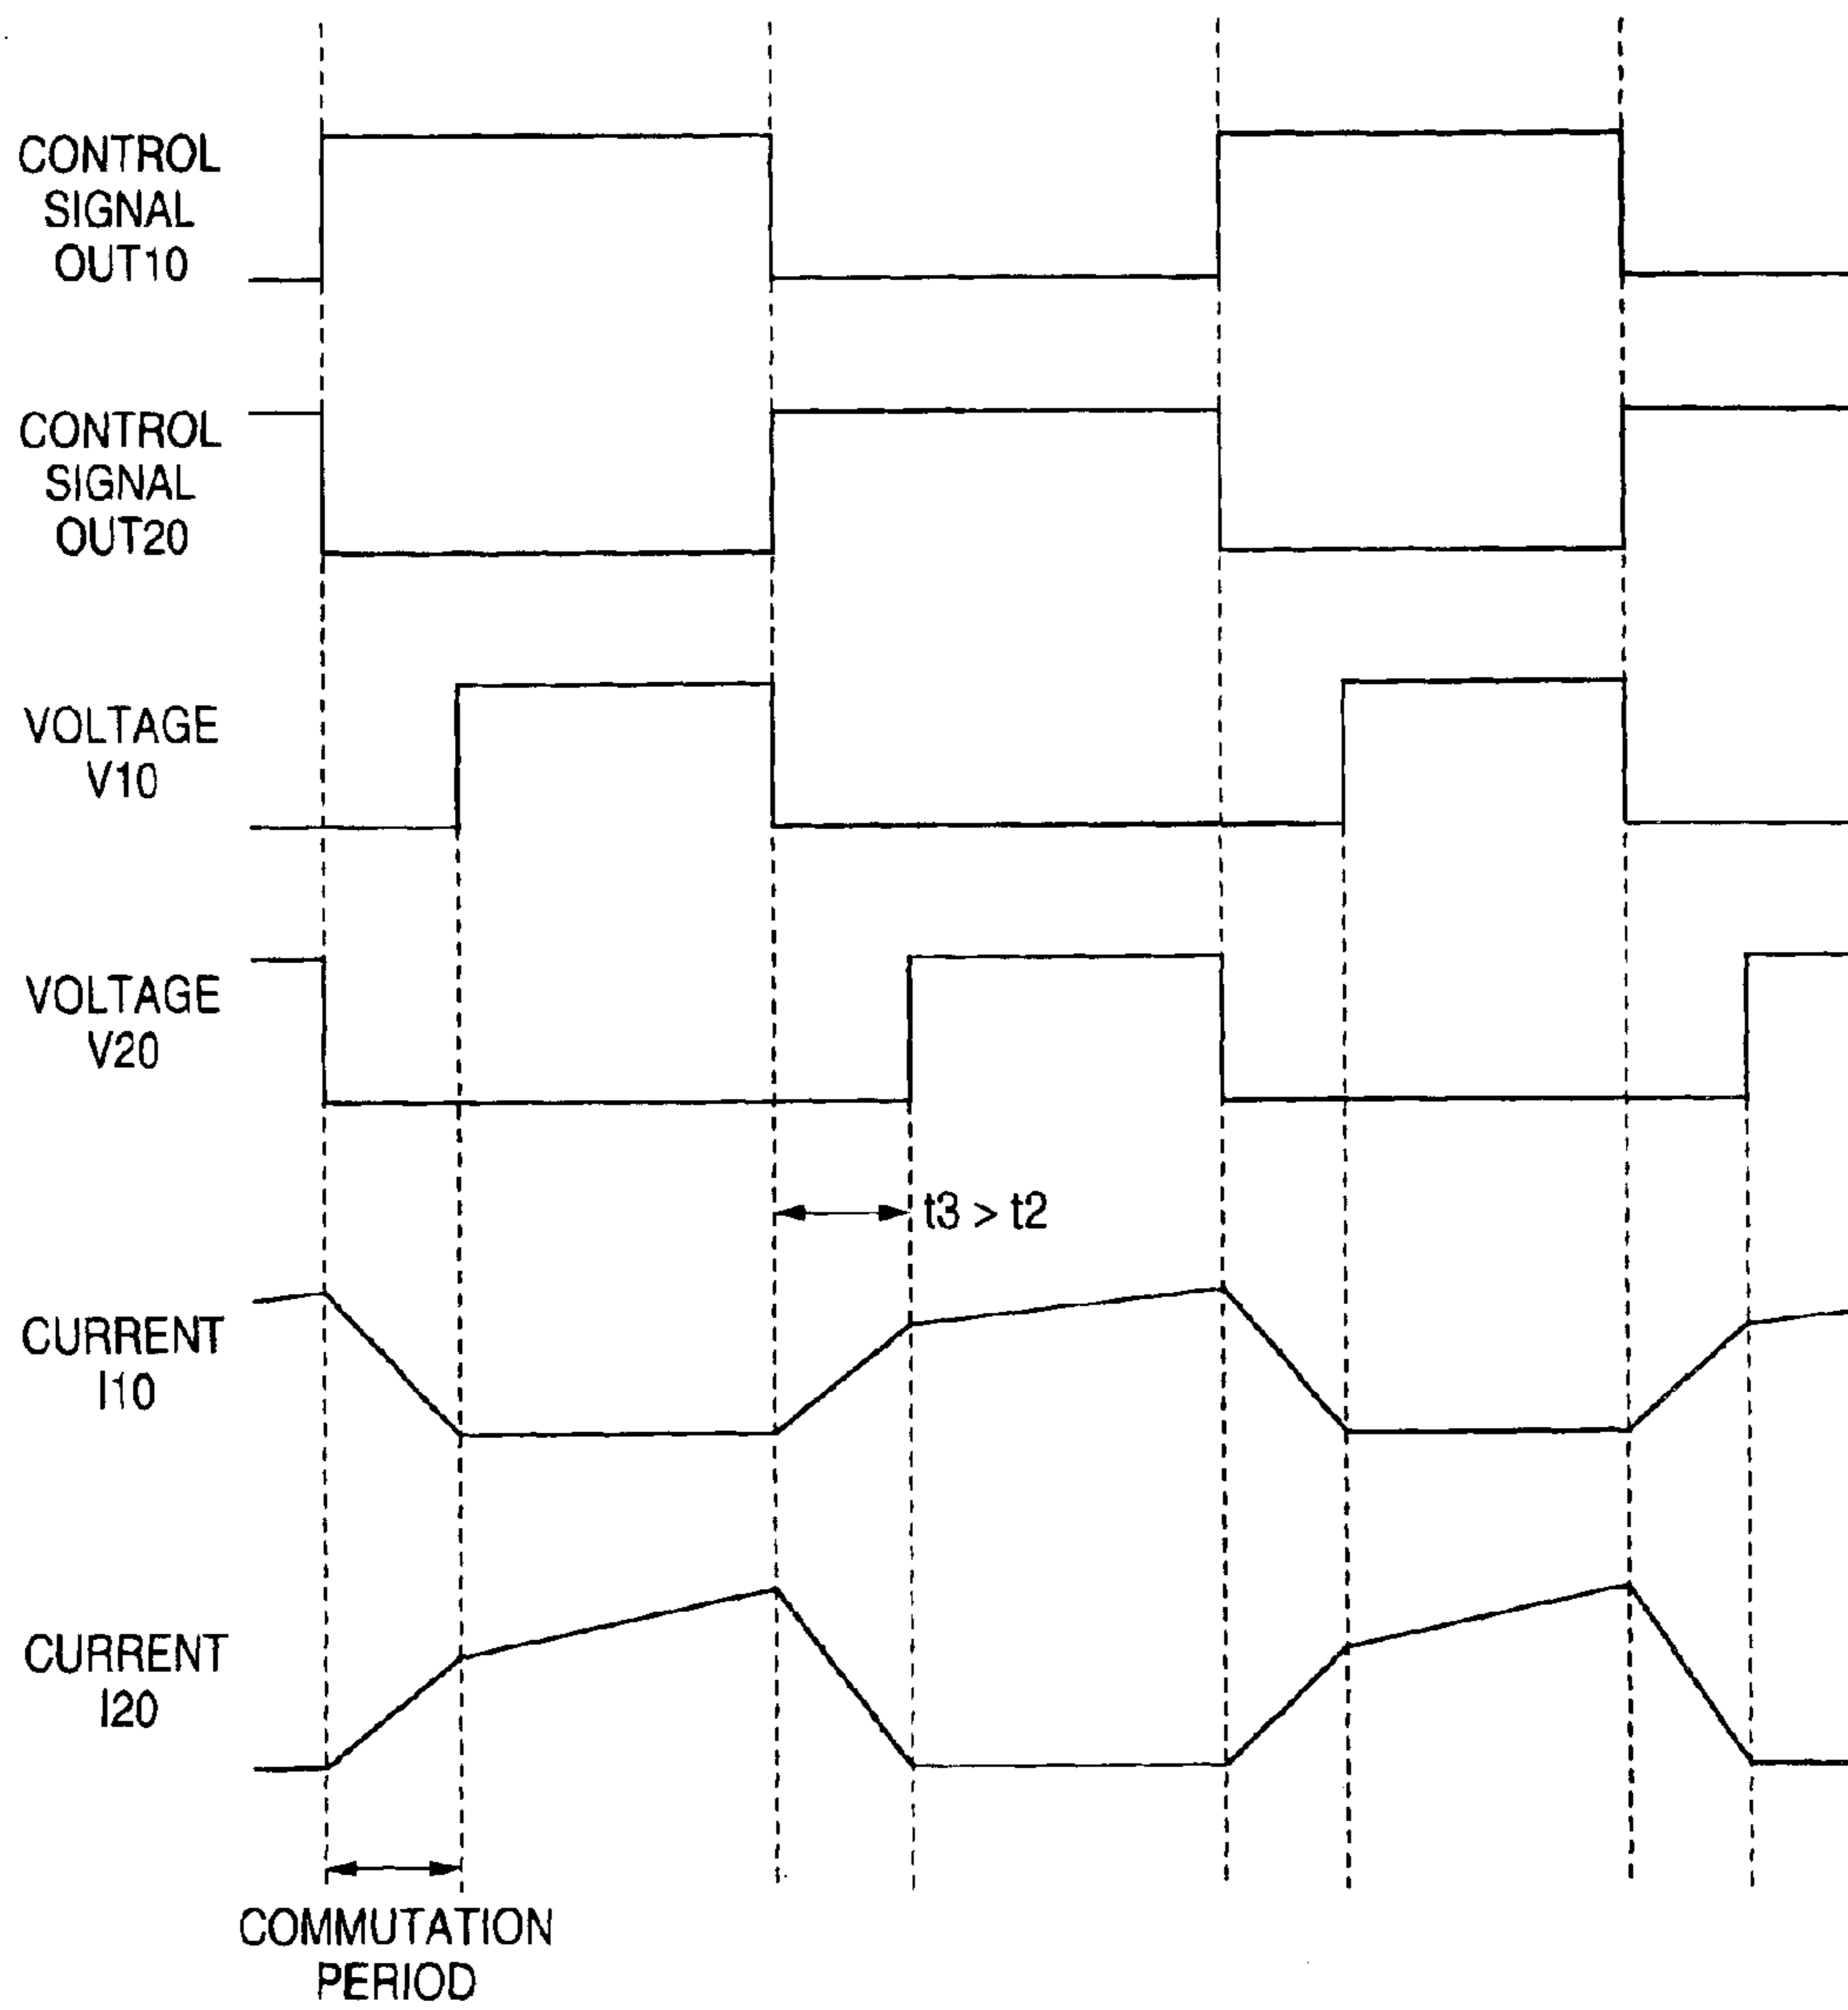 CONTROL
SIGNAL
OUT10
CONTROL
SIGNAL
OUT20
VOLTAGE
V10
VOLTAGE
V20
t3 > t2
CURRENT
I10
CURRENT
I20
COMMUTATION
PERIOD